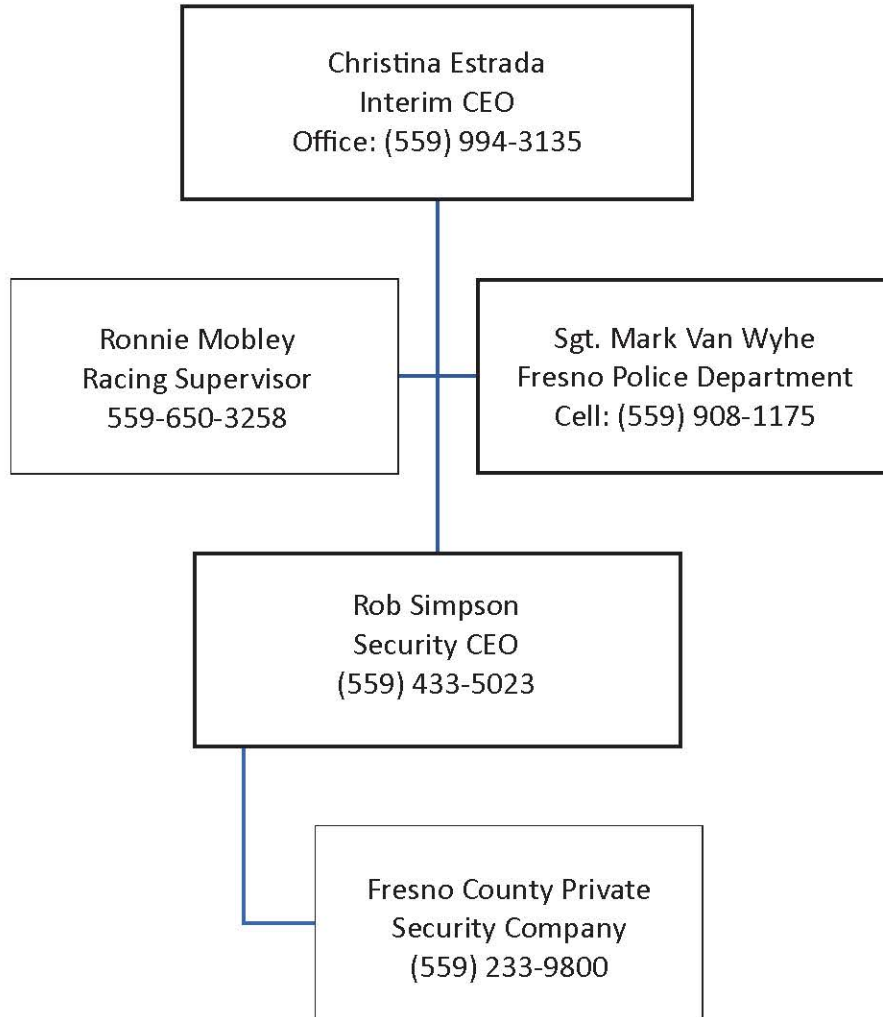 Christina Estrada
Interim CEO
Office: (559) 994-3135
Ronnie Mobley
Racing Supervisor
559-650-3258
Sgt. Mark Van Wyhe
Fresno Police Department
Cell: (559) 908-1175
Rob Simpson
Security CEO
(559) 433-5023
Fresno County Private
Security Company
(559) 233-9800